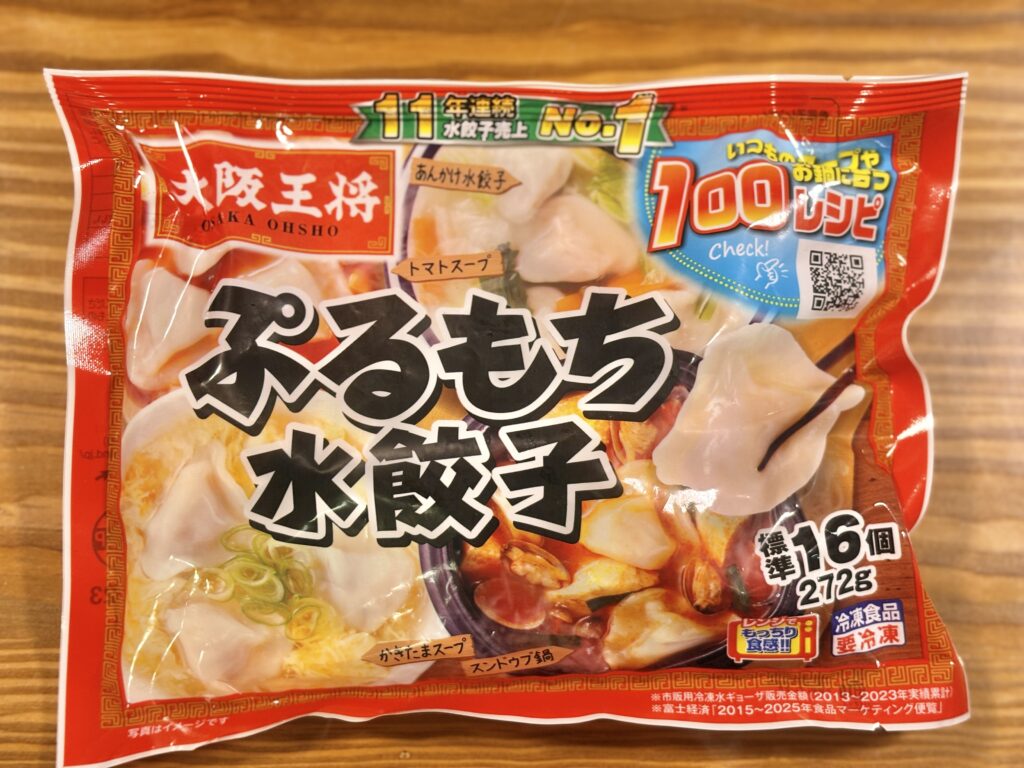 11年連続
水餃子売上
No.1
大阪王将
OSAKA OHSHO
あんかけ水餃子
トマトスープ
いつものスープや
お鍋に合う
100レシピ
Check!
ぷるもち
水餃子
標準16個
272g
レンジで
もっちり
食感!!
冷凍食品
要冷凍
かきたまスープ
スンドゥブ鍋
※市販用冷凍水ギョーザ販売金額(2013～2023年実績累計)
※富士経済「2015～2025年食品マーケティング便覧」
写真はイメージです